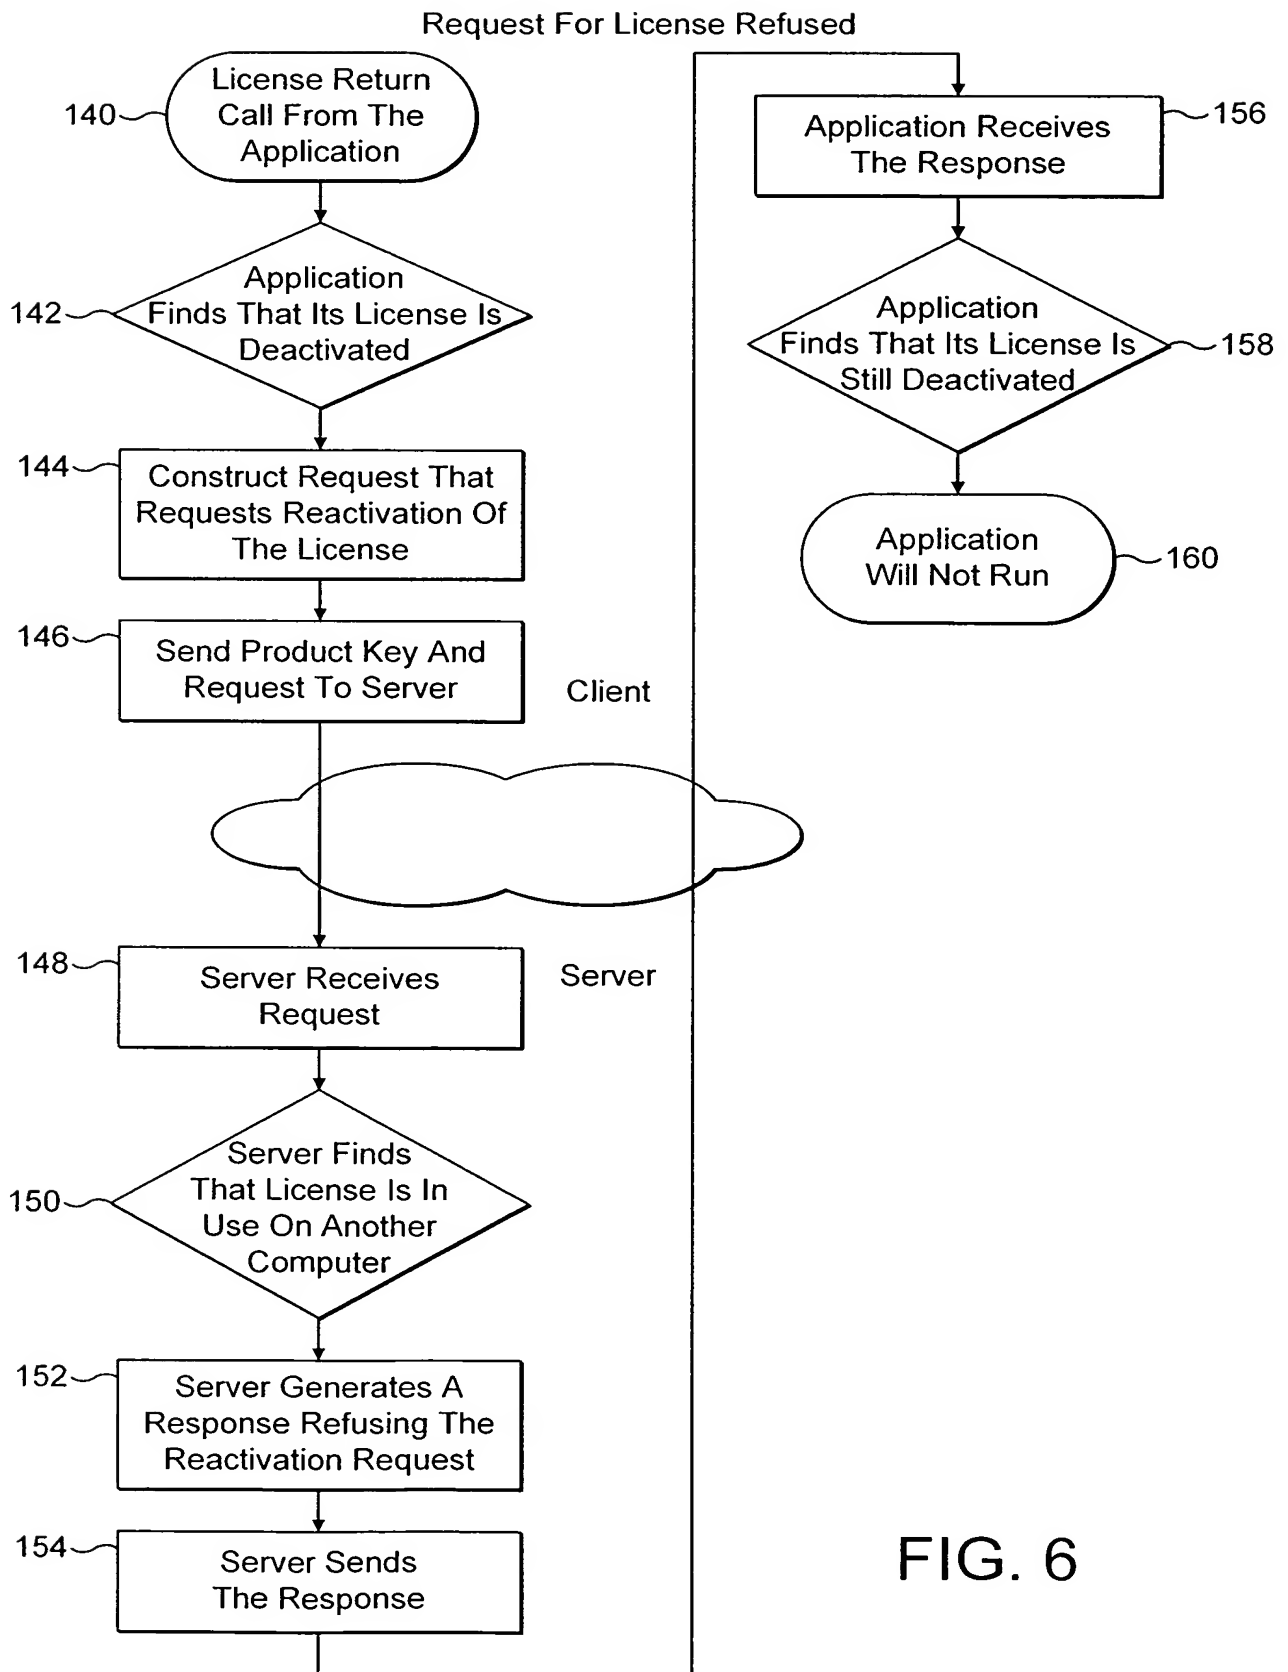 Request For License Refused
140
License Return
Call From The
Application
142
Application
Finds That Its License Is
Deactivated
144
Construct Request That
Requests Reactivation Of
The License
146
Send Product Key And
Request To Server
Client
148
Server Receives
Request
Server
150
Server Finds
That License Is In
Use On Another
Computer
152
Server Generates A
Response Refusing The
Reactivation Request
154
Server Sends
The Response
156
Application Receives
The Response
158
Application
Finds That Its License Is
Still Deactivated
160
Application
Will Not Run
FIG. 6